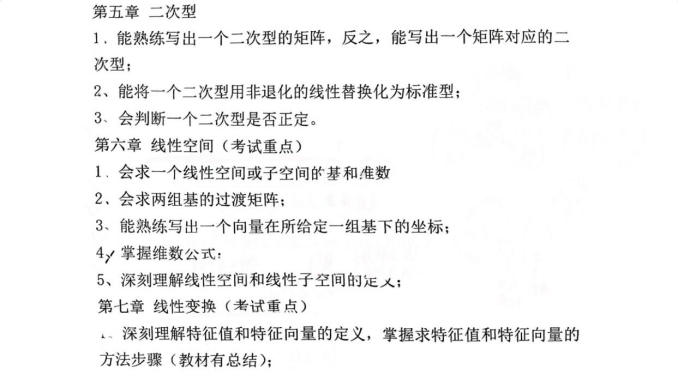 第五章 二次型
1．能熟练写出一个二次型的矩阵，反之，能写出一个矩阵对应的二
次型；
2、能将一个二次型用非退化的线性替换化为标准型；
3、会判断一个二次型是否正定。
第六章 线性空间（考试重点）
1．会求一个线性空间或子空间的基和维数
2、会求两组基的过渡矩阵；
3、能熟练写出一个向量在所给定一组基下的坐标；
4、掌握维数公式：
5、深刻理解线性空间和线性子空间的定义；
第七章 线性变换（考试重点）
1、深刻理解特征值和特征向量的定义，掌握求特征值和特征向量的
方法步骤（教材有总结)；